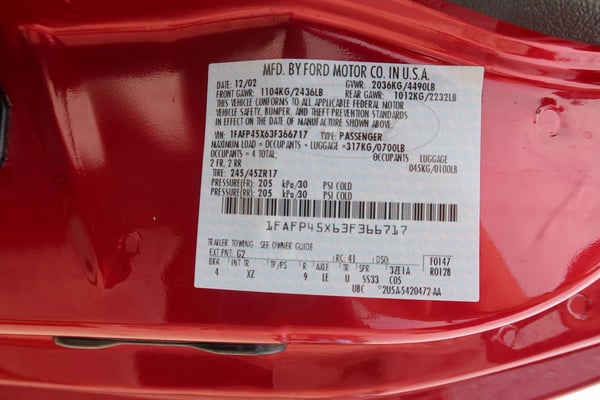 MFD. BY FORD MOTOR CO. IN U.S.A.
DATE: 12/02 GVWR: 2036KG/4490LB
FRONT GAWR: 1104KG/2436LB REAR GAWR: 1012KG/2232LB
THIS VEHICLE CONFORMS TO ALL APPLICABLE FEDERAL MOTOR
VEHICLE SAFETY, BUMPER, AND THEFT PREVENTION STANDARDS
IN EFFECT ON THE DATE OF MANUFACTURE SHOWN ABOVE.
VIN: 1FAFP45X63F366717 TYPE: PASSENGER
MAXIMUM LOAD = OCCUPANTS + LUGGAGE =317KG/0700LB
OCCUPANTS = 4 TOTAL: OCCUPANTS LUGGAGE
2 FR. 2 RR 045KG/0100LB
TIRE: 245/45ZR17
PRESSURE(FR): 205 kPa/30 PSI COLD
PRESSURE(RR): 205 kPa/30 PSI COLD
1FAFP45X63F366717
TRAILER TOWING SEE OWNER GUIDE
EXT PNT: G2 RC: 41 DSO: F0147
BRK INT TR TP/PS R AXLE TR SPR 3ZE1A R0128
4 XZ 9 LE U SS33 C05
UBC 2U5A-5420472-AA